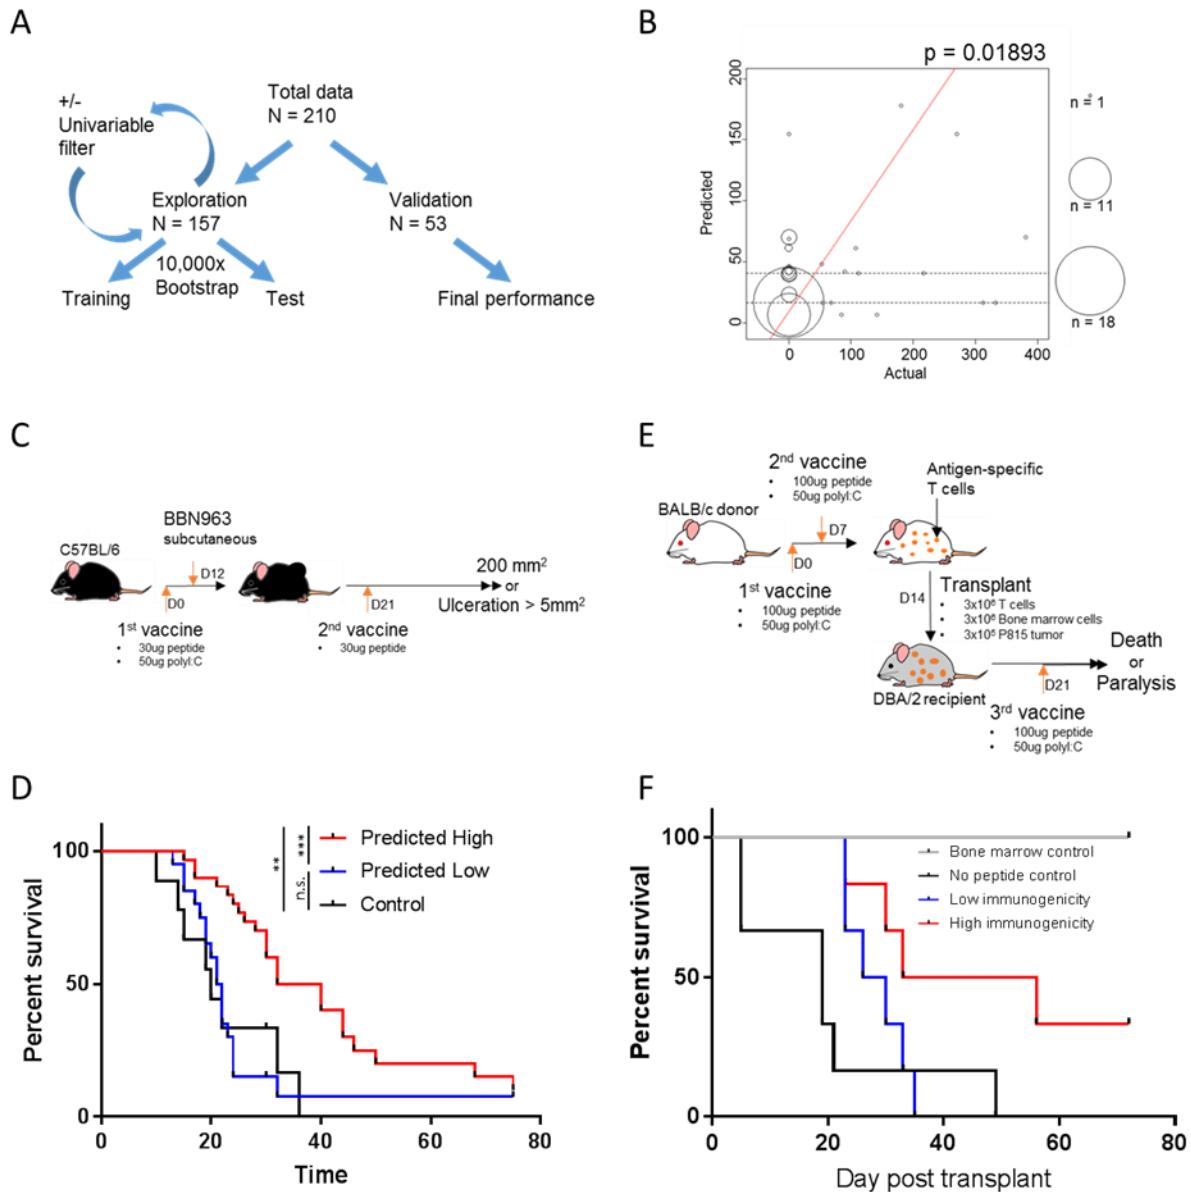 A
Total data
N = 210
+/-
Univariable
filter
Exploration
N = 157
Validation
N = 53
10,000x
Bootstrap
Training
Test
Final performance
B
p = 0.01893
Predicted
0
50
100
150
200
0
100
200
300
400
Actual
n = 1
n = 11
n = 18
C
C57BL/6
BBN963
subcutaneous
D12
D0
1st vaccine
• 30ug peptide
• 50ug polyI:C
D21
2nd vaccine
• 30ug peptide
200 mm²
or
Ulceration > 5mm²
E
2nd vaccine
• 100ug peptide
• 50ug polyI:C
BALB/c donor
D7
D0
1st vaccine
• 100ug peptide
• 50ug polyI:C
Antigen-specific
T cells
D14
Transplant
• 3x10⁶ T cells
• 3x10⁶ Bone marrow cells
• 3x10⁵ P815 tumor
DBA/2 recipient
D21
3rd vaccine
• 100ug peptide
• 50ug polyI:C
Death
or
Paralysis
D
Percent survival
100
50
0
0
20
40
60
80
Time
**
***
n.s.
Predicted High
Predicted Low
Control
F
Percent survival
100
50
0
0
20
40
60
80
Day post transplant
Bone marrow control
No peptide control
Low immunogenicity
High immunogenicity